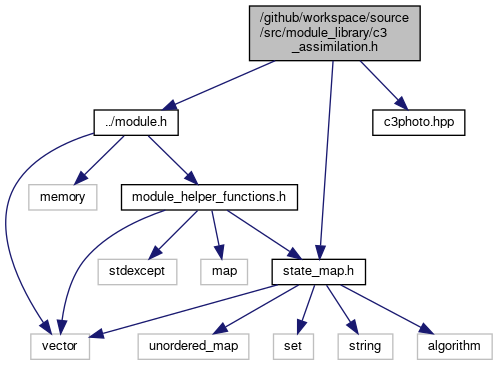 /github/workspace/source
/src/module_library/c3
_assimilation.h
../module.h
c3photo.hpp
memory
module_helper_functions.h
stdexcept
map
state_map.h
vector
unordered_map
set
string
algorithm